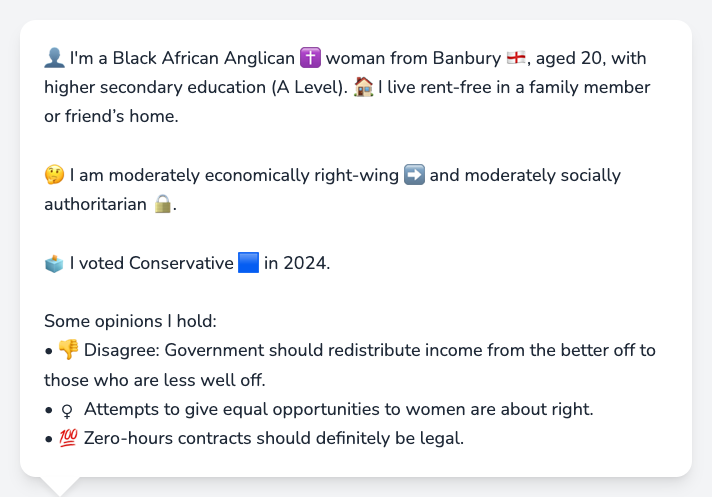 👤 I'm a Black African Anglican ✝️ woman from Banbury 🏴󠁧󠁢󠁥󠁮󠁧󠁿, aged 20, with
higher secondary education (A Level). 🏠 I live rent-free in a family member
or friend’s home.
🤔 I am moderately economically right-wing ➡️ and moderately socially
authoritarian 🔒.
🗳️ I voted Conservative 🟦 in 2024.
Some opinions I hold:
• 👎 Disagree: Government should redistribute income from the better off to
those who are less well off.
• ♀ Attempts to give equal opportunities to women are about right.
• 💯 Zero-hours contracts should definitely be legal.